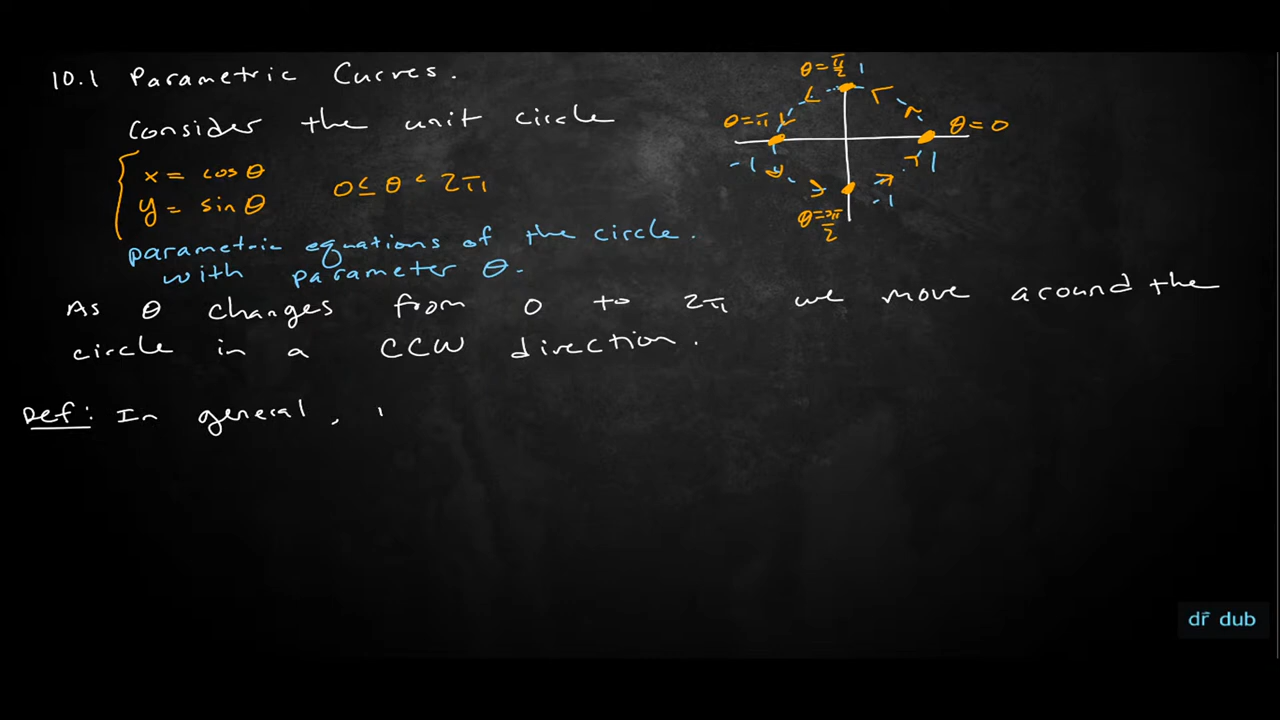 10.1 Parametric Curves.
Consider the unit circle
x = cos θ
y = sin θ
0 ≤ θ < 2π
parametric equations of the circle.
with parameter θ.
θ = π/2
1
θ = π
θ = 0
-1
1
-1
θ = 3π/2
As θ changes from 0 to 2π we move around the
circle in a CCW direction.
Def: In general,
dr dub